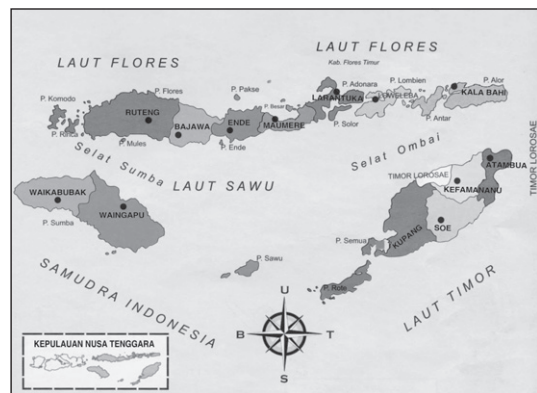 LAUT FLORES
LAUT FLORES
Kab. Flores Timur
P. Komodo
P. Flores
P. Pakse
P. Besar
P. Adonara
P. Lomblen
P. Alor
RUTENG
BAJAWA
ENDE
MAUMERE
LARANTUKA
LEWOLEBA
KALA BAHI
P. Rinca
P. Mules
P. Ende
P. Solor
P. Antar
Selat Sumba
LAUT SAWU
Selat Ombai
ATAMBUA
TIMOR LOROSAE
KEFAMANANU
TIMOR LOROSAE
WAIKABUBAK
WAINGAPU
P. Sumba
SOE
KUPANG
P. Semua
P. Sawu
P. Rote
SAMUDRA INDONESIA
LAUT TIMOR
U
B
T
S
KEPULAUAN NUSA TENGGARA